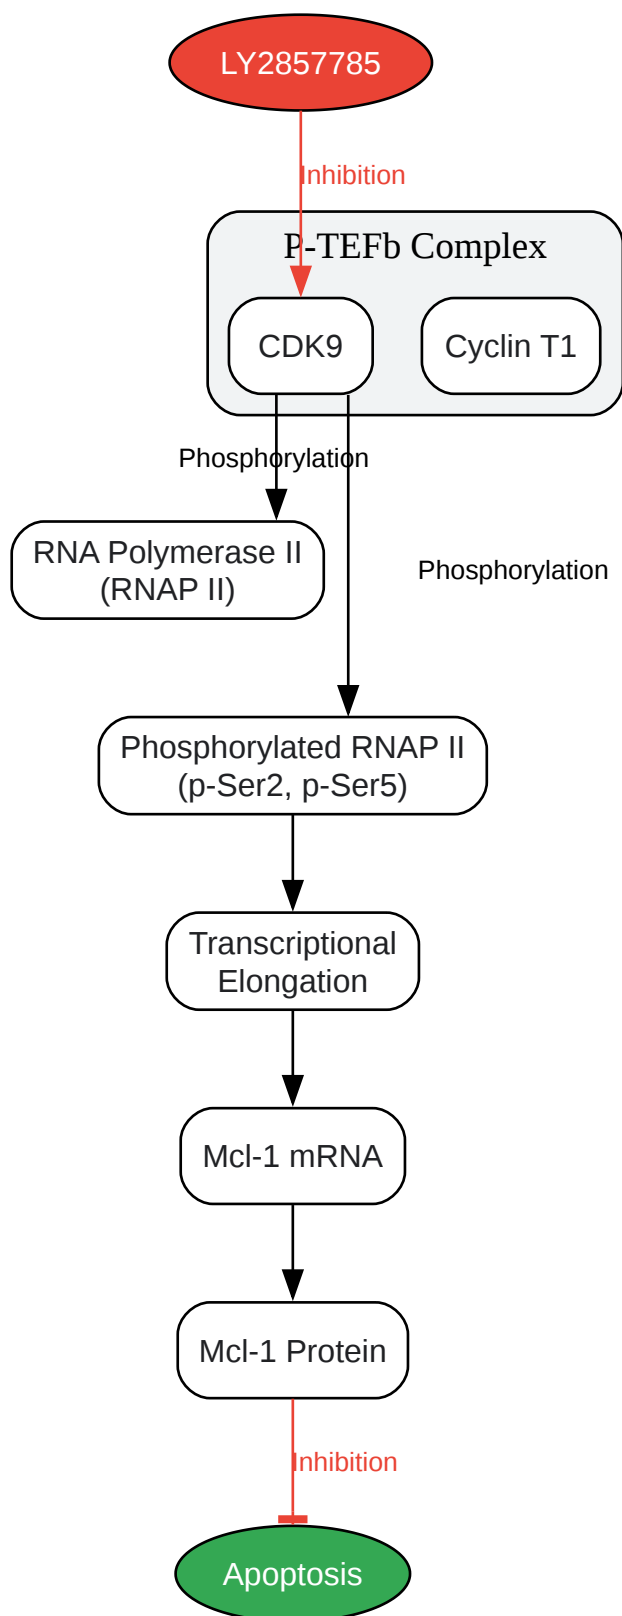 LY2857785
Inhibition
P-TEFb Complex
CDK9
Cyclin T1
Phosphorylation
RNA Polymerase II
(RNAP II)
Phosphorylation
Phosphorylated RNAP II
(p-Ser2, p-Ser5)
Transcriptional
Elongation
Mcl-1 mRNA
Mcl-1 Protein
Inhibition
Apoptosis